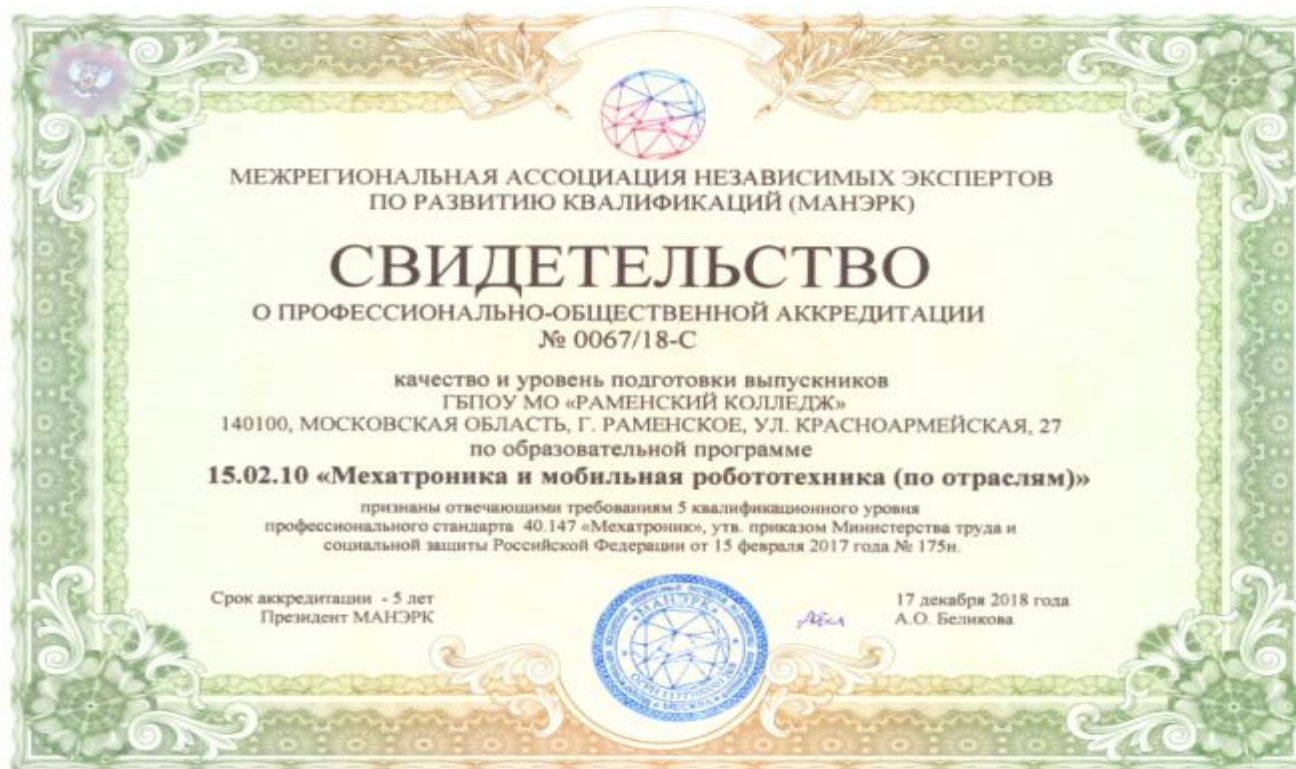 МЕЖРЕГИОНАЛЬНАЯ АССОЦИАЦИЯ НЕЗАВИСИМЫХ ЭКСПЕРТОВ
ПО РАЗВИТИЮ КВАЛИФИКАЦИЙ (МАНЭРК)
СВИДЕТЕЛЬСТВО
О ПРОФЕССИОНАЛЬНО-ОБЩЕСТВЕННОЙ АККРЕДИТАЦИИ
№ 0067/18-С
качество и уровень подготовки выпускников
ГБПОУ МО «РАМЕНСКИЙ КОЛЛЕДЖ»
140100, МОСКОВСКАЯ ОБЛАСТЬ, Г. РАМЕНСКОЕ, УЛ. КРАСНОАРМЕЙСКАЯ, 27
по образовательной программе
15.02.10 «Мехатроника и мобильная робототехника (по отраслям)»
признаны отвечающими требованиям 5 квалификационного уровня
профессионального стандарта 40.147 «Мехатроник», утв. приказом Министерства труда и
социальной защиты Российской Федерации от 15 февраля 2017 года № 175н.
Срок аккредитации - 5 лет
Президент МАНЭРК
17 декабря 2018 года
А.О. Беликова
МАНЭРК
ОГРН
МОСКВА